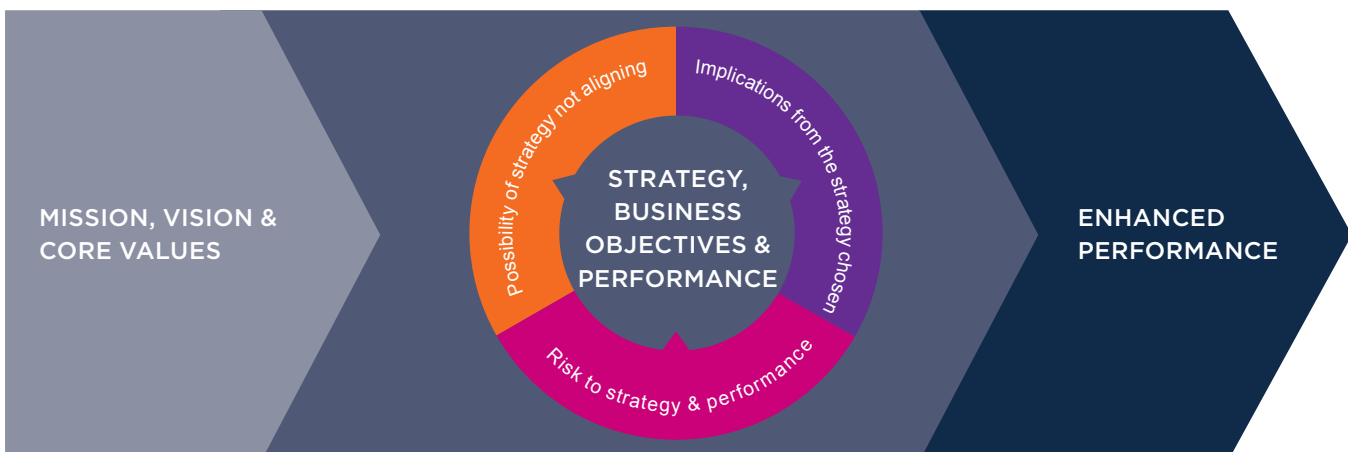 MISSION, VISION &
CORE VALUES
Possibility of strategy not aligning
Implications from the strategy chosen
STRATEGY,
BUSINESS
OBJECTIVES &
PERFORMANCE
Risk to strategy & performance
ENHANCED
PERFORMANCE